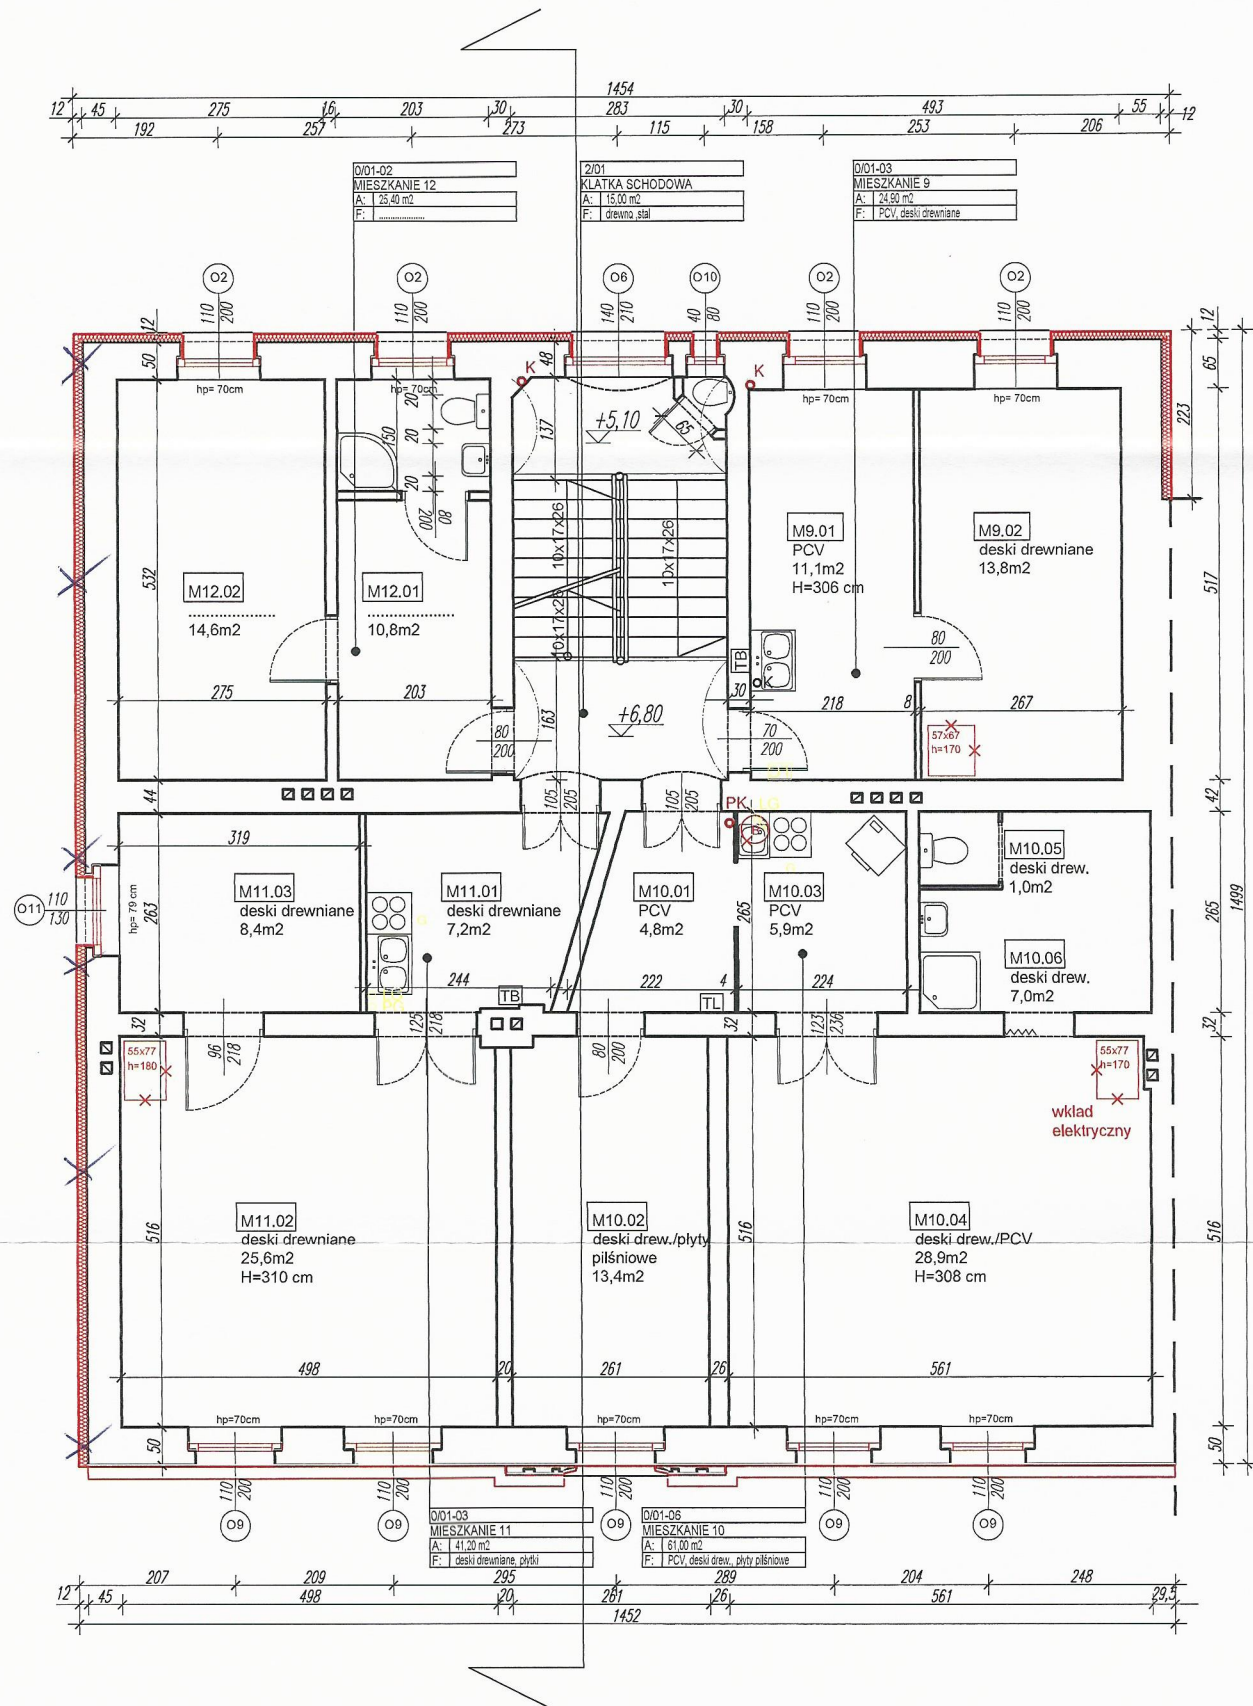 1454
12 45 275 16 203 30 283 30 493 55 12
192 257 273 115 158 253 206
0/01-02
MIESZKANIE 12
A: 25,40 m2
F: ....................
2/01
KLATKA SCHODOWA
A: 15,00 m2
F: drewno ,stal
0/01-03
MIESZKANIE 9
A: 24,90 m2
F: PCV, deski drewniane
O2 O2 O6 O10 O2 O2
110 200
110 200
140 210
40 80
110 200
110 200
12
50
48
12
65
223
K
K
hp= 70cm
hp= 70cm
hp= 70cm
hp= 70cm
20
150
20
20
80
200
137
+5,10
65
10x17x26
10x17x26
10x17x26
M9.01
PCV
11,1m2
H=306 cm
M9.02
deski drewniane
13,8m2
517
532
M12.02
..............
14,6m2
M12.01
..............
10,8m2
80
200
TB
K
275
203
30
218
8
267
163
+6,80
80
200
70
200
57x67
h=170
44
105
205
105
205
PK
42
319
O11
110
130
hp= 79 cm
263
M11.03
deski drewniane
8,4m2
M11.01
deski drewniane
7,2m2
M10.01
PCV
4,8m2
265
M10.03
PCV
5,9m2
M10.05
deski drew.
1,0m2
M10.06
deski drew.
7,0m2
265
1499
244
TB
222
4
TL
224
32
32
32
125
218
123
236
96
218
80
200
55x77
h=180
55x77
h=170
wklad
elektryczny
516
M11.02
deski drewniane
25,6m2
H=310 cm
M10.02
deski drew./płyty
pilśniowe
13,4m2
516
M10.04
deski drew./PCV
28,9m2
H=308 cm
516
498 20 261 26 561
hp=70cm
hp=70cm
hp=70cm
hp=70cm
hp=70cm
50
50
110 200
110 200
110 200
110 200
110 200
O9 O9 O9 O9 O9
0/01-03
MIESZKANIE 11
A: 41,20 m2
F: deski drewniane, płytki
0/01-06
MIESZKANIE 10
A: 61,00 m2
F: PCV, deski drew., płyty pilśniowe
207 209 295 289 204 248
12 45 498 20 261 26 561 29,5
1452